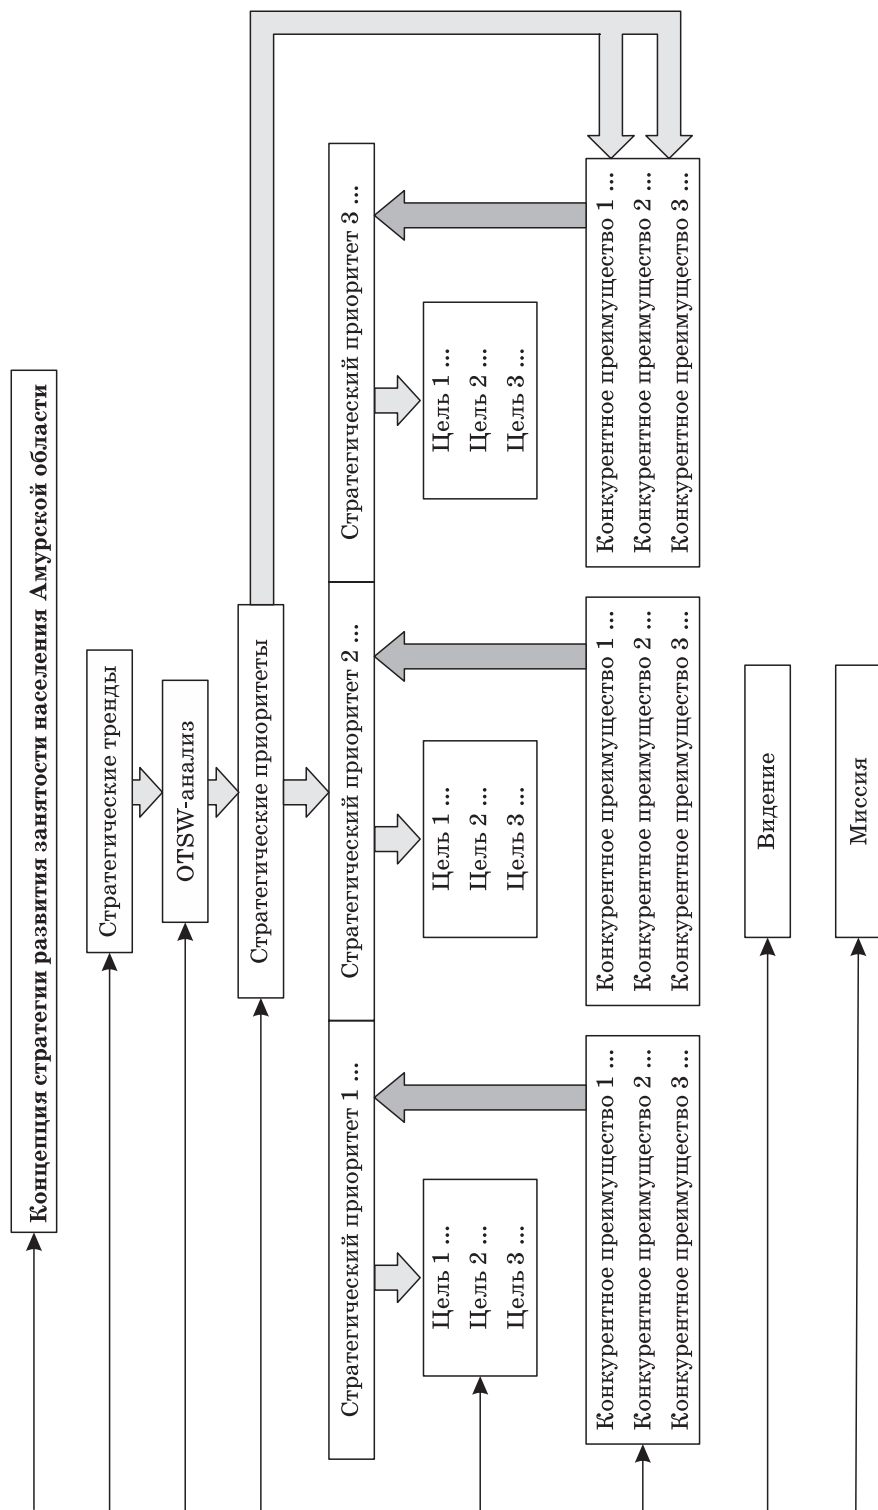 Концепция стратегии развития занятости населения Амурской области
Стратегические тренды
OTSW-анализ
Стратегические приоритеты
Стратегический приоритет 1 ...
Стратегический приоритет 2 ...
Стратегический приоритет 3 ...
Цель 1 ...
Цель 2 ...
Цель 3 ...
Цель 1 ...
Цель 2 ...
Цель 3 ...
Цель 1 ...
Цель 2 ...
Цель 3 ...
Конкурентное преимущество 1 ...
Конкурентное преимущество 2 ...
Конкурентное преимущество 3 ...
Конкурентное преимущество 1 ...
Конкурентное преимущество 2 ...
Конкурентное преимущество 3 ...
Конкурентное преимущество 1 ...
Конкурентное преимущество 2 ...
Конкурентное преимущество 3 ...
Видение
Миссия